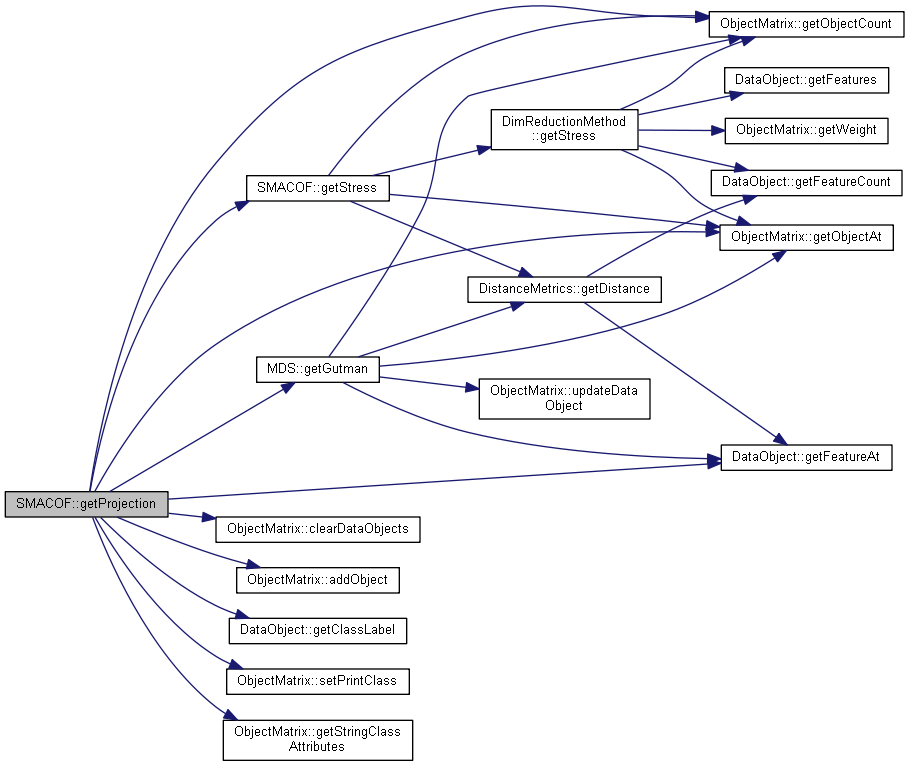 ObjectMatrix::getObjectCount
DataObject::getFeatures
DimReductionMethod
::getStress
ObjectMatrix::getWeight
SMACOF::getStress
DataObject::getFeatureCount
ObjectMatrix::getObjectAt
DistanceMetrics::getDistance
MDS::getGutman
ObjectMatrix::updateData
Object
DataObject::getFeatureAt
SMACOF::getProjection
ObjectMatrix::clearDataObjects
ObjectMatrix::addObject
DataObject::getClassLabel
ObjectMatrix::setPrintClass
ObjectMatrix::getStringClass
Attributes